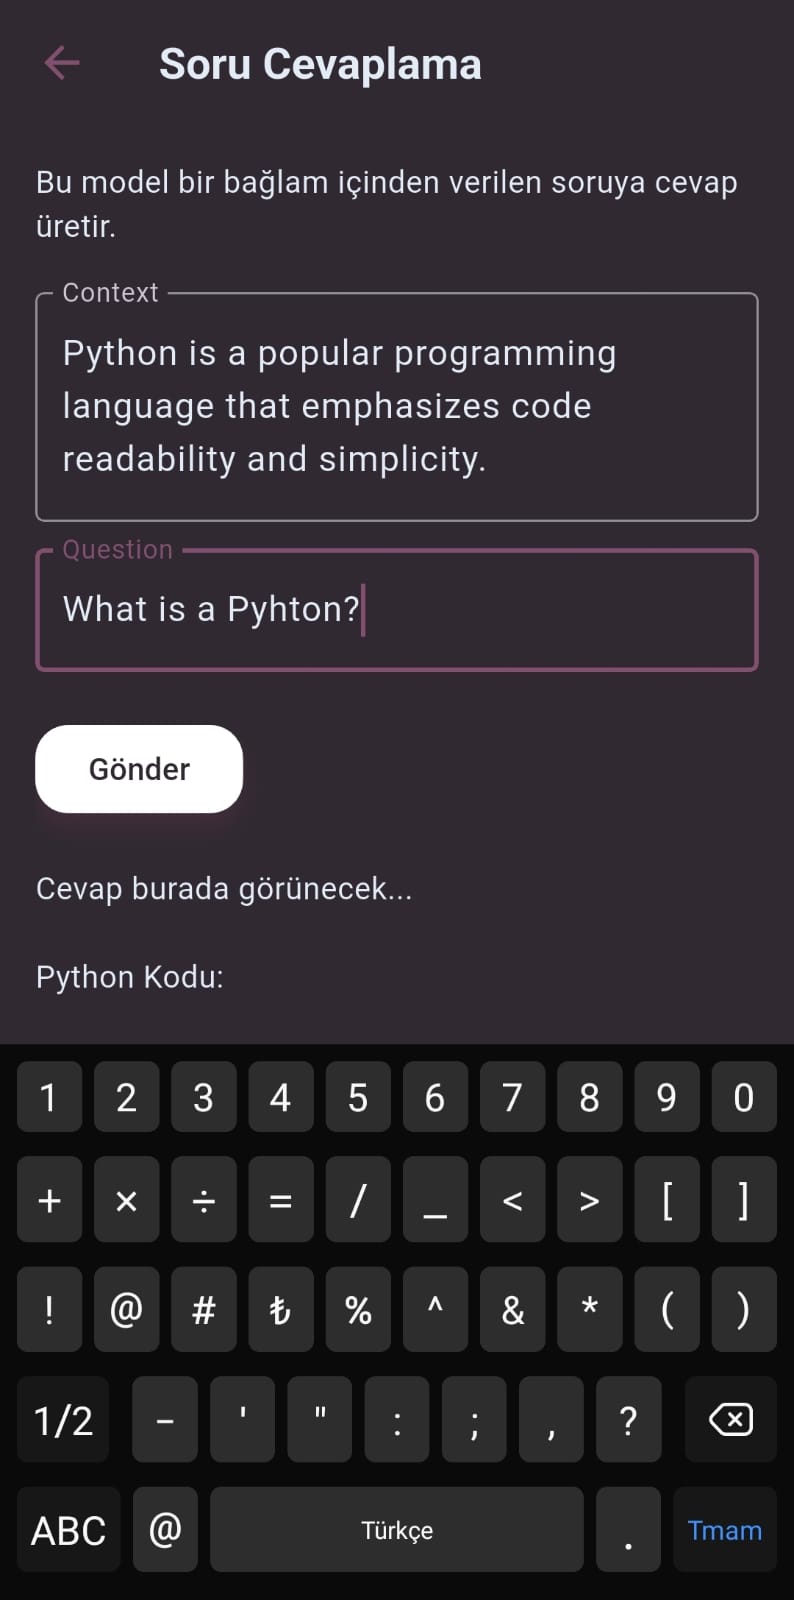 Soru Cevaplama
Bu model bir bağlam içinden verilen soruya cevap
üretir.
Context
Python is a popular programming
language that emphasizes code
readability and simplicity.
Question
What is a Pyhton?
Gönder
Cevap burada görünecek...
Python Kodu:
1 2 3 4 5 6 7 8 9 0
+ × ÷ = / _ < > [ ]
! @ # ₺ % ^ & * ( )
1/2 - ' " : ; , ?
ABC @ Türkçe . Tmam